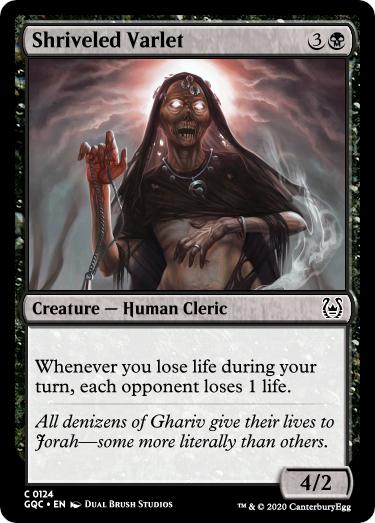 Shriveled Varlet 3
Creature — Human Cleric
Whenever you lose life during your
turn, each opponent loses 1 life.
All denizens of Ghariv give their lives to
Jorah—some more literally than others.
4/2
C 0124
GQC • EN Dual Brush Studios
™ & © 2020 CanterburyEgg